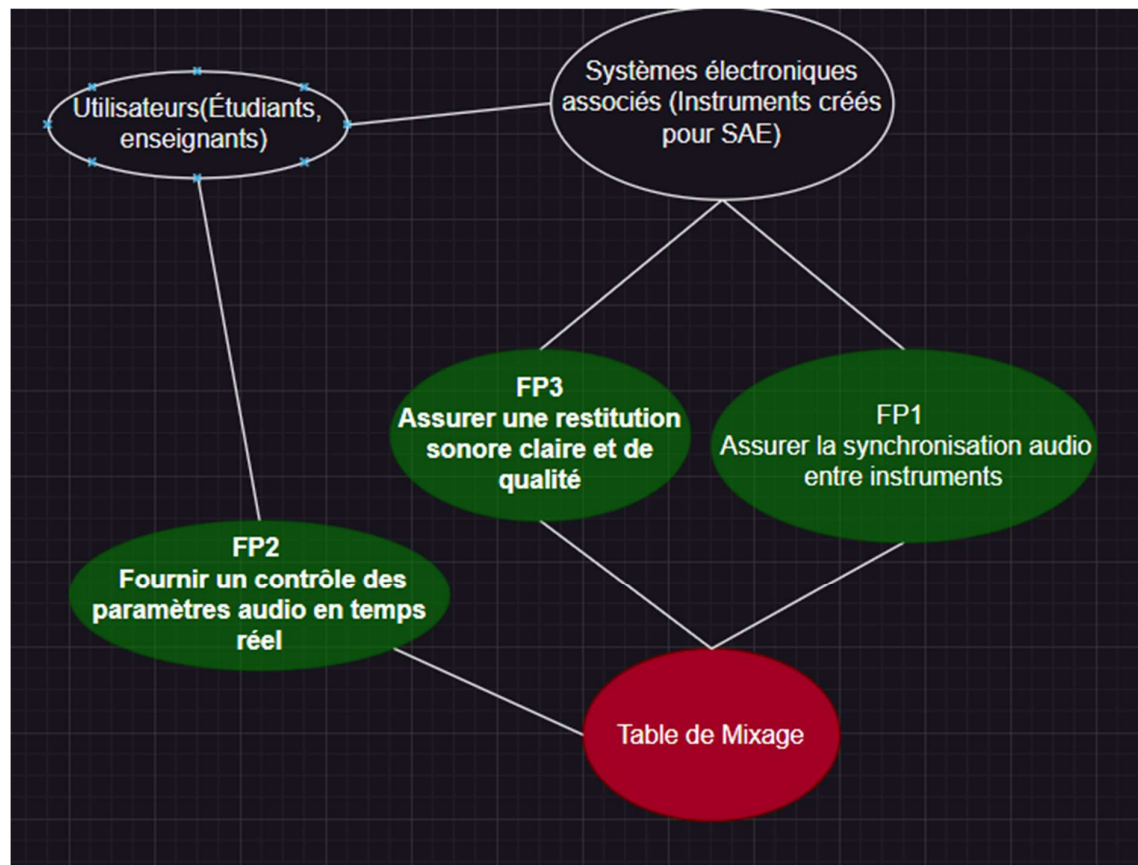 Utilisateurs(Étudiants,
enseignants)
Systèmes électroniques
associés (Instruments créés
pour SAE)
FP3
Assurer une restitution
sonore claire et de
qualité
FP1
Assurer la synchronisation audio
entre instruments
FP2
Fournir un contrôle des
paramètres audio en temps
réel
Table de Mixage